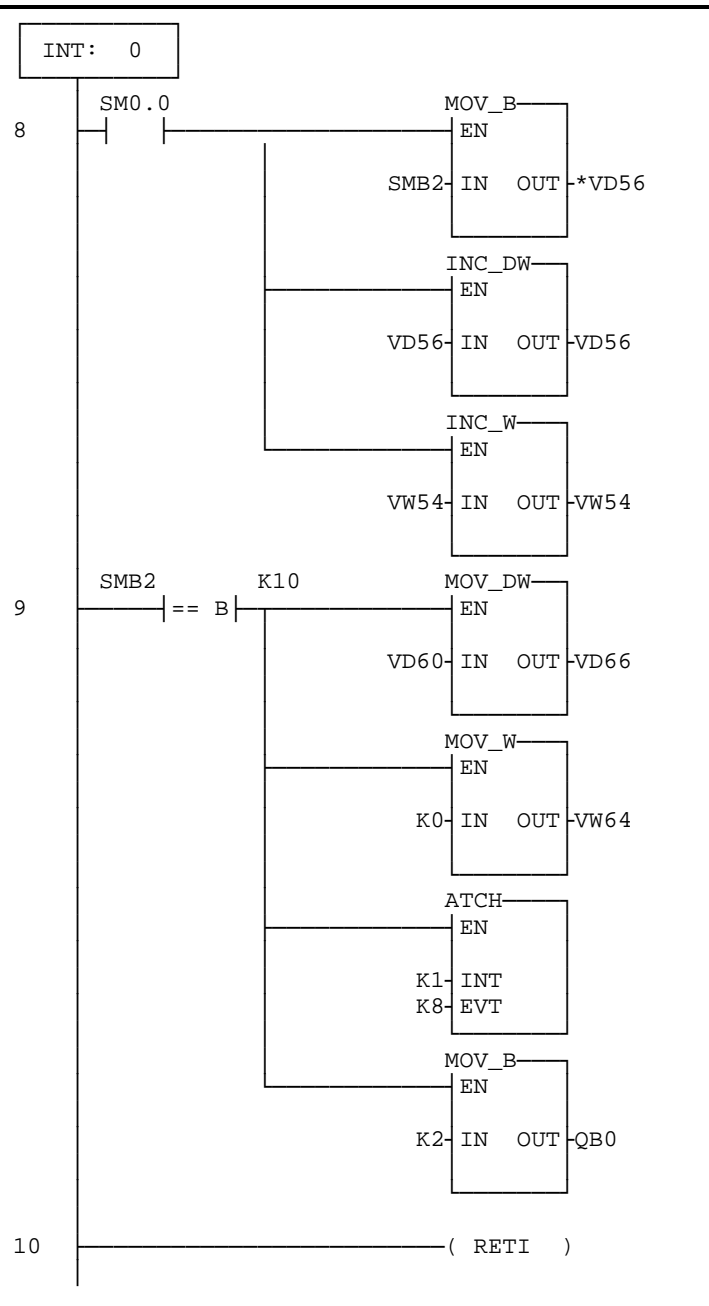 INT: 0
SM0.0 MOV_B
8 EN
SMB2 IN OUT *VD56
INC_DW
EN
VD56 IN OUT VD56
INC_W
EN
VW54 IN OUT VW54
SMB2 K10 MOV_DW
9 == B EN
VD60 IN OUT VD66
MOV_W
EN
K0 IN OUT VW64
ATCH
EN
K1 INT
K8 EVT
MOV_B
EN
K2 IN OUT QB0
10 ( RETI )